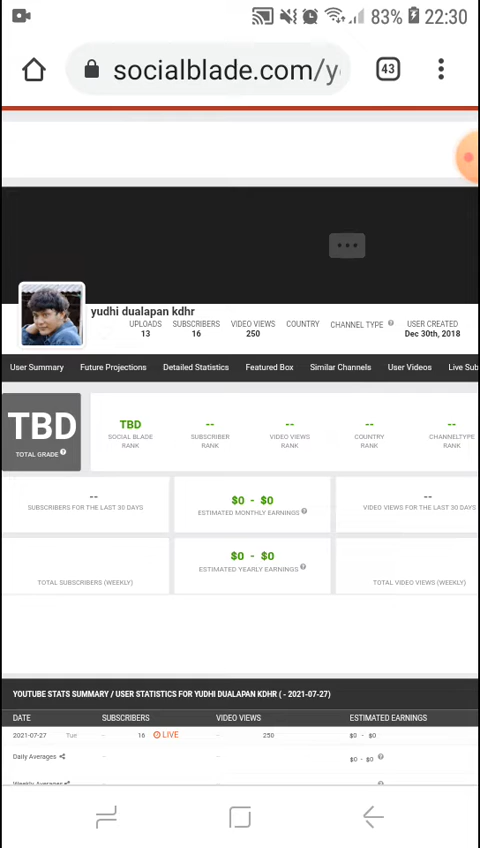 83% 22:30
socialblade.com/y
43
yudhi dualapan kdhr
UPLOADS SUBSCRIBERS VIDEO VIEWS COUNTRY CHANNEL TYPE ? USER CREATED
13 16 250 Dec 30th, 2018
User Summary Future Projections Detailed Statistics Featured Box Similar Channels User Videos Live Sub
TBD
TOTAL GRADE ?
TBD -- -- -- --
SOCIAL BLADE RANK
SUBSCRIBER RANK
VIDEO VIEWS RANK
COUNTRY RANK
CHANNELTYPE RANK
-- $0 - $0 --
SUBSCRIBERS FOR THE LAST 30 DAYS ESTIMATED MONTHLY EARNINGS ? VIDEO VIEWS FOR THE LAST 30 DAYS
$0 - $0
TOTAL SUBSCRIBERS (WEEKLY) ESTIMATED YEARLY EARNINGS ? TOTAL VIDEO VIEWS (WEEKLY)
YOUTUBE STATS SUMMARY / USER STATISTICS FOR YUDHI DUALAPAN KDHR ( - 2021-07-27)
DATE SUBSCRIBERS VIDEO VIEWS ESTIMATED EARNINGS
2021-07-27 Tue -- 16 LIVE -- 250 $0 - $0
Daily Averages -- -- $0 - $0 ?
Weekly Averages ?